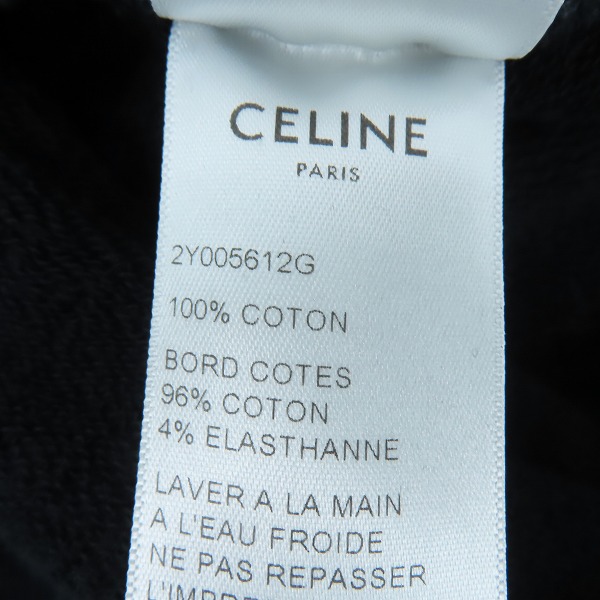 CELINE
PARIS
2Y005612G
100% COTON
BORD COTES
96% COTON
4% ELASTHANNE
LAVER A LA MAIN
A L'EAU FROIDE
NE PAS REPASSER